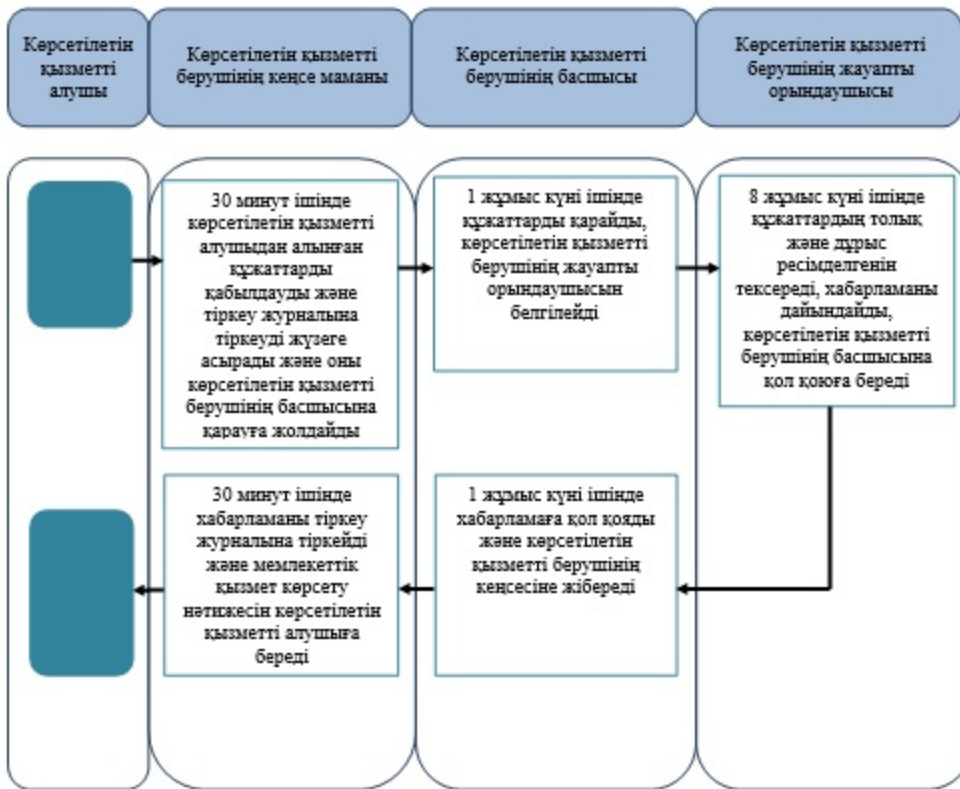 Көрсетілетін
қызметті
алушы
Көрсетілетін қызметті
берушінің кеңсе маманы
Көрсетілетін қызметті
берушінің басшысы
Көрсетілетін қызметті
берушінің жауапты
орындаушысы
30 минут ішінде
көрсетілетін қызметті
алушыдан алынған
құжаттарды
қабылдауды және
тіркеу журналына
тіркеуді жүзеге
асырады және оны
көрсетілетін қызметті
берушінің басшысына
қарауға жолдайды
1 жұмыс күні ішінде
құжаттарды қарайды,
көрсетілетін қызметті
берушінің жауапты
орындаушысын
белгілейді
8 жұмыс күні ішінде
құжаттардың толық
және дұрыс
ресімделгенін
тексереді, хабарламаны
дайындайды,
көрсетілетін қызметті
берушінің басшысына
қол қоюға береді
30 минут ішінде
хабарламаны тіркеу
журналына тіркейді
және мемлекеттік
қызмет көрсету
нәтижесін көрсетілетін
қызметті алушыға
береді
1 жұмыс күні ішінде
хабарламаға қол қояды
және көрсетілетін
қызметті берушінің
кеңсесіне жібереді